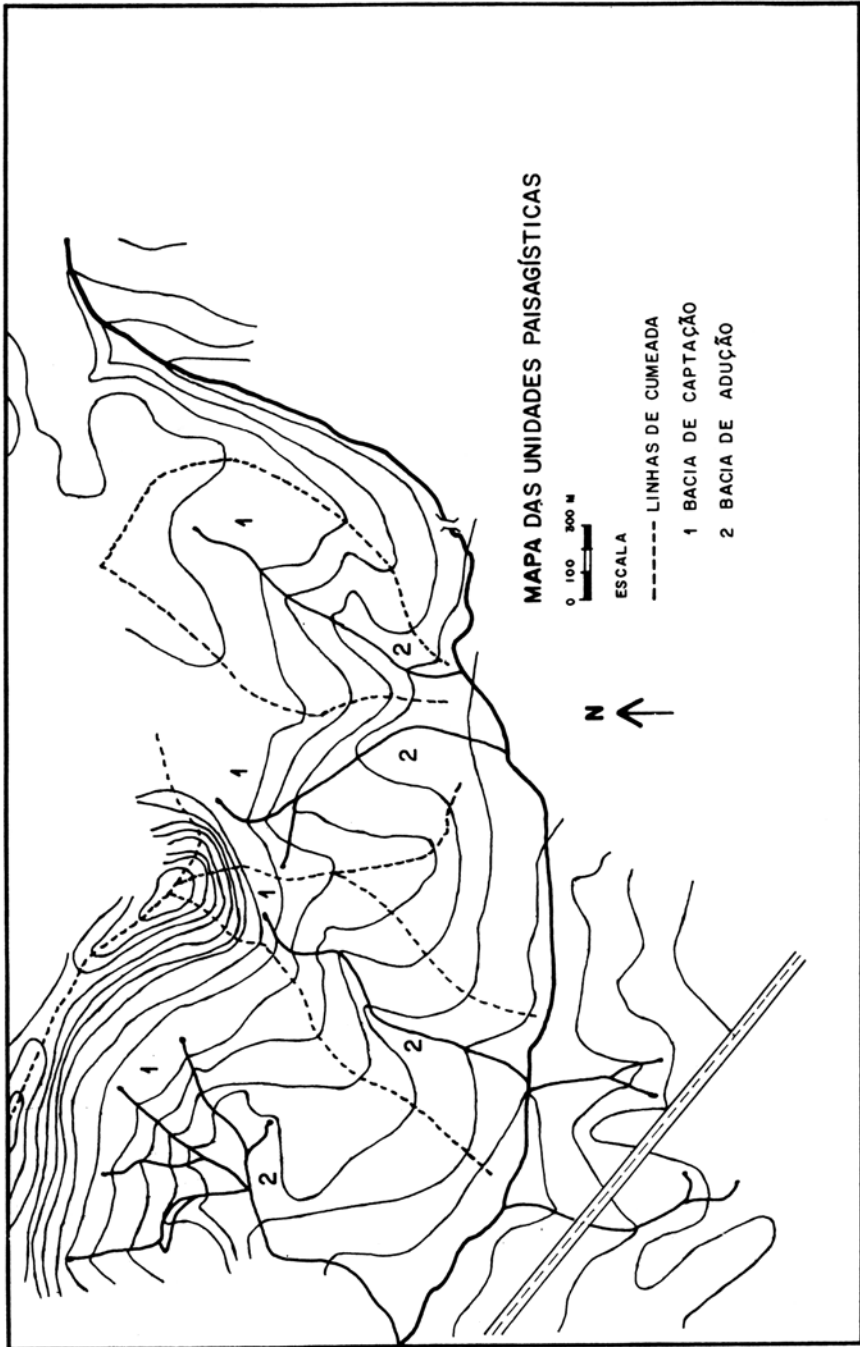 MAPA DAS UNIDADES PAISAGÍSTICAS
0 100 300 M
ESCALA
LINHAS DE CUMEADA
1 BACIA DE CAPTAÇÃO
2 BACIA DE ADUÇÃO
N
1
1
1
1
2
2
2
2